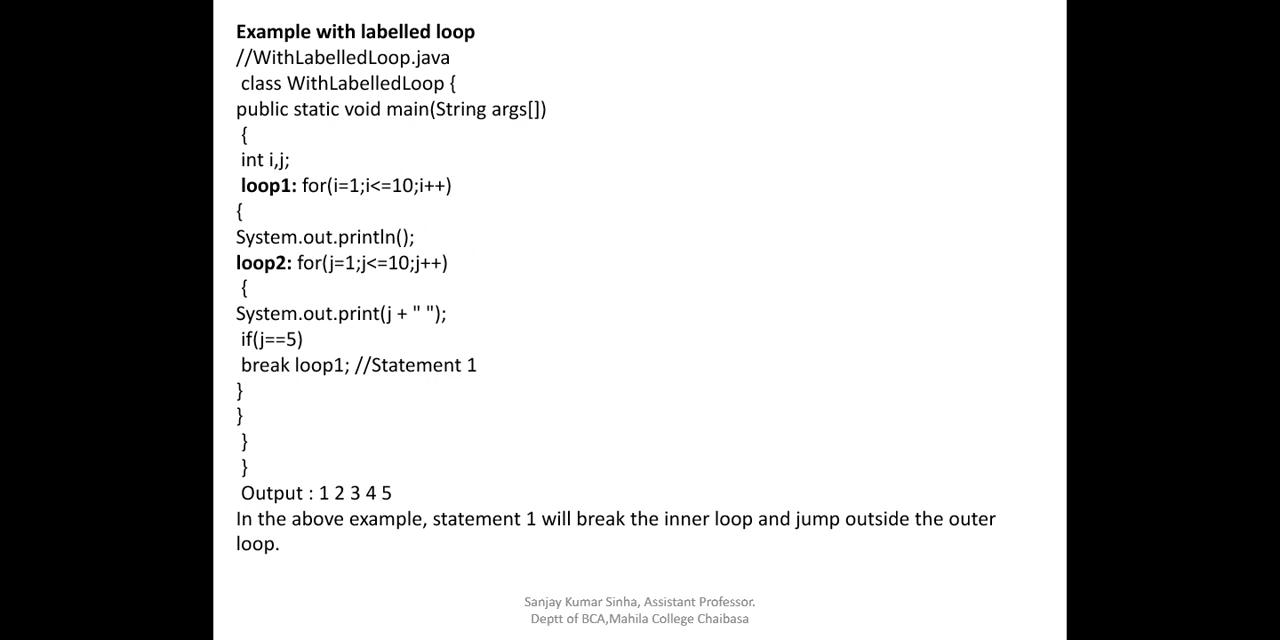 Example with labelled loop
//WithLabelledLoop.java
class WithLabelledLoop {
public static void main(String args[])
{
int i,j;
loop1: for(i=1;i<=10;i++)
{
System.out.println();
loop2: for(j=1;j<=10;j++)
{
System.out.print(j + " ");
if(j==5)
break loop1; //Statement 1
}
}
}
}
Output : 1 2 3 4 5
In the above example, statement 1 will break the inner loop and jump outside the outer
loop.
Sanjay Kumar Sinha, Assistant Professor.
Deptt of BCA,Mahila College Chaibasa